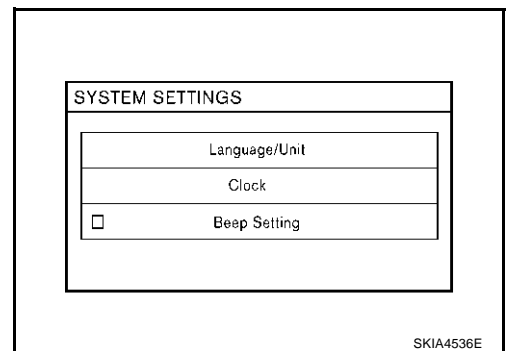 SYSTEM SETTINGS
Language/Unit
Clock
Beep Setting
SKIA4536E